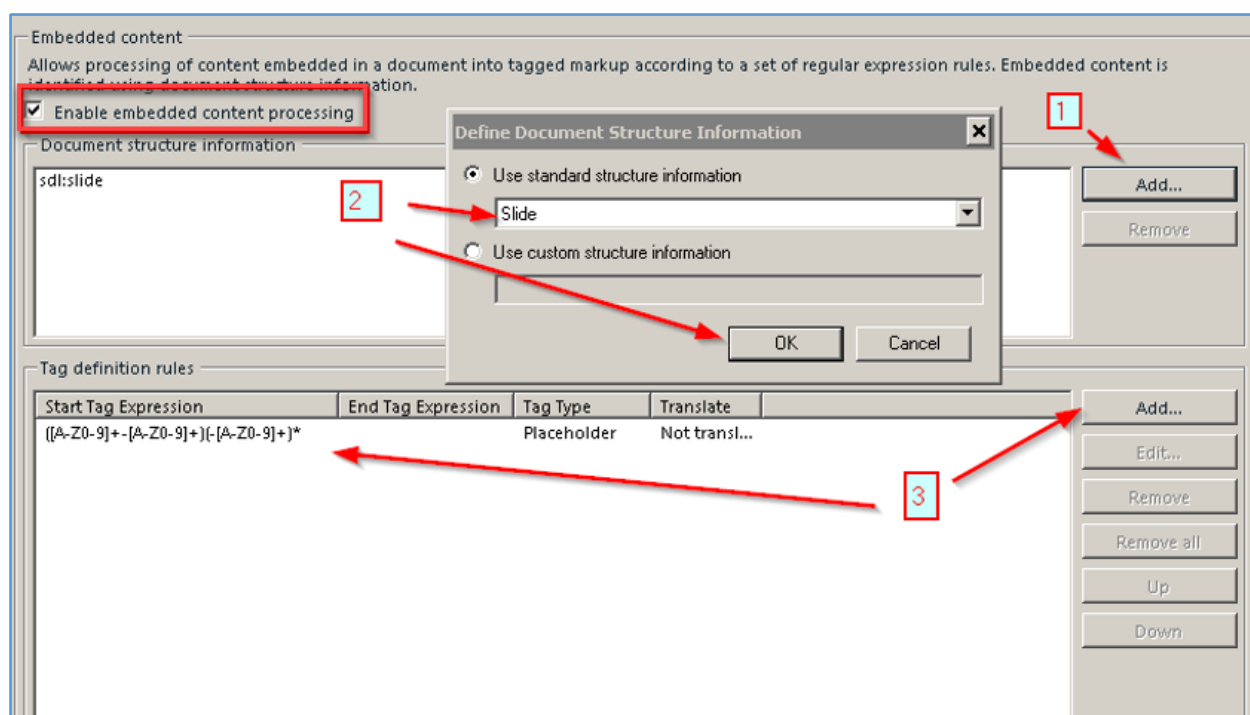 Embedded content
Allows processing of content embedded in a document into tagged markup according to a set of regular expression rules. Embedded content is
identified using document structure information.
Enable embedded content processing
1
Define Document Structure Information
Document structure information
sdl:slide
Use standard structure information
Add...
2
Slide
Remove
Use custom structure information
OK
Cancel
Tag definition rules
Start Tag Expression End Tag Expression Tag Type Translate
Add...
([A-Z0-9]+-[A-Z0-9]+)(-[A-Z0-9]+)* Placeholder Not transl...
Edit...
3
Remove
Remove all
Up
Down